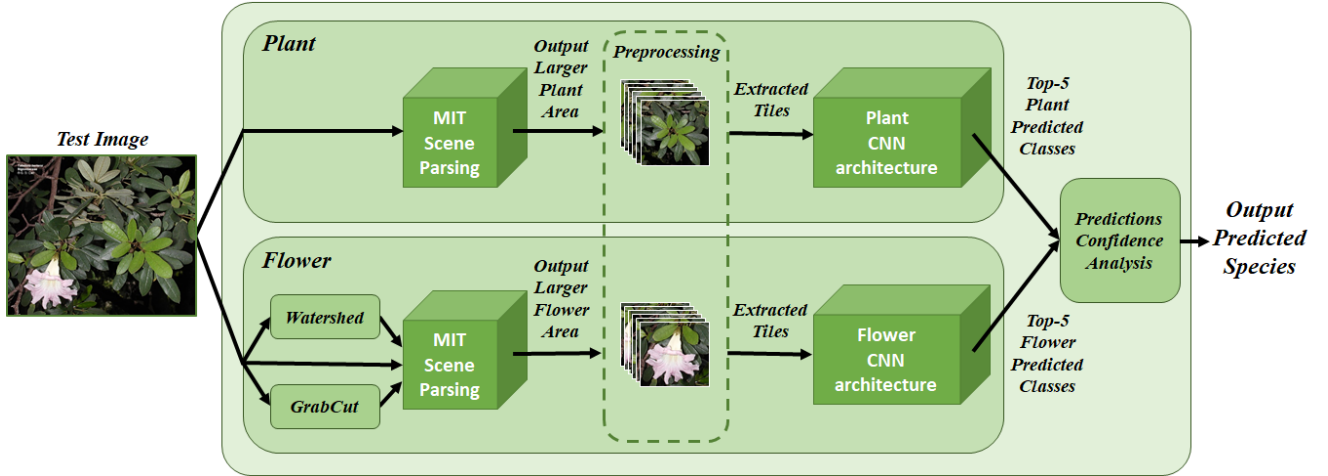 Test Image
Plant
MIT
Scene
Parsing
Output
Larger
Plant
Area
Preprocessing
Extracted
Tiles
Plant
CNN
architecture
Top-5
Plant
Predicted
Classes
Flower
Watershed
GrabCut
MIT
Scene
Parsing
Output
Larger
Flower
Area
Extracted
Tiles
Flower
CNN
architecture
Top-5
Flower
Predicted
Classes
Predictions
Confidence
Analysis
Output
Predicted
Species